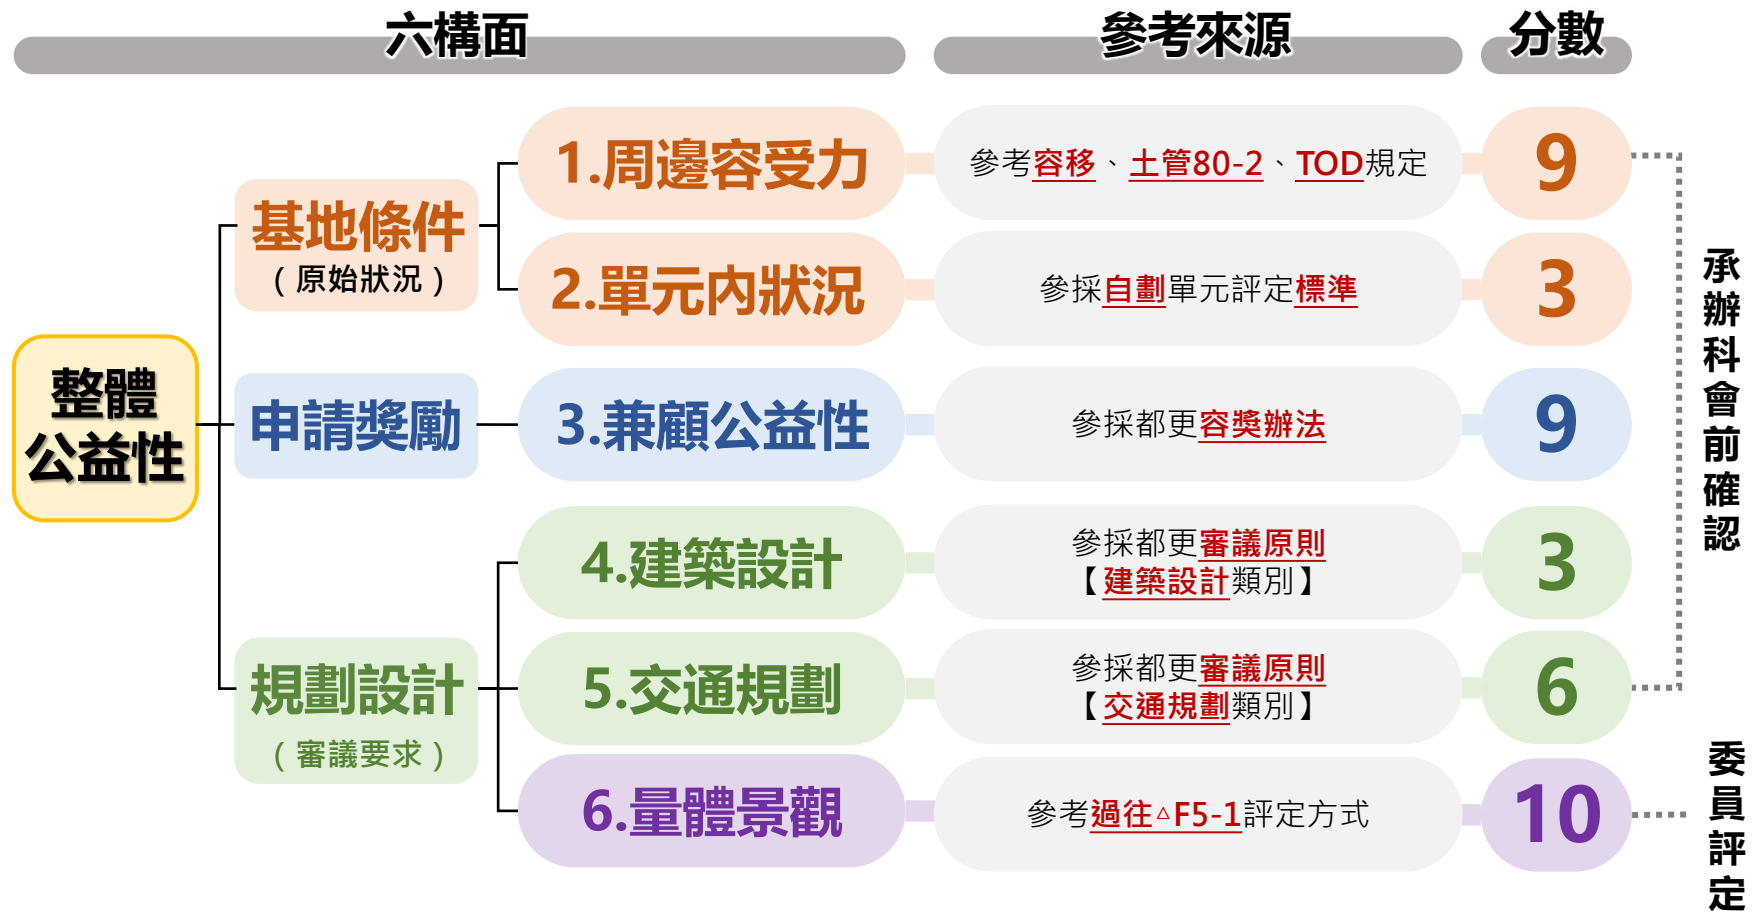 六構面
參考來源
分數
整體
公益性
基地條件
（原始狀況）
1.周邊容受力
參考容移、土管80-2、TOD規定
9
2.單元內狀況
參採自劃單元評定標準
3
申請獎勵
3.兼顧公益性
參採都更容獎辦法
9
規劃設計
（審議要求）
4.建築設計
參採都更審議原則
【建築設計類別】
3
5.交通規劃
參採都更審議原則
【交通規劃類別】
6
6.量體景觀
參考過往△F5-1評定方式
10
承辦科會前確認
委員評定